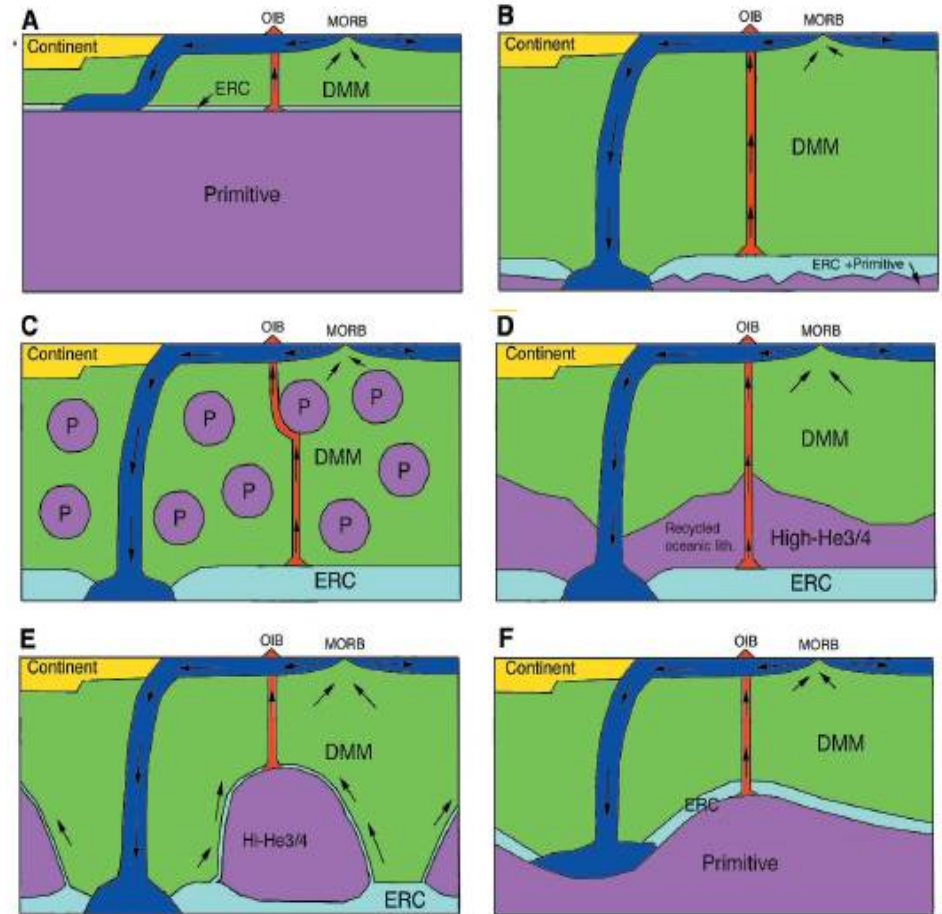 A
OIB
MORB
Continent
ERC
DMM
Primitive
B
OIB
MORB
Continent
DMM
ERC +Primitive
C
OIB
MORB
Continent
P
P
P
P
P
DMM
P
P
P
P
ERC
D
OIB
MORB
Continent
DMM
Recycled
oceanic lith.
High-He3/4
ERC
E
OIB
MORB
Continent
DMM
Hi-He3/4
ERC
F
OIB
MORB
Continent
DMM
ERC
Primitive